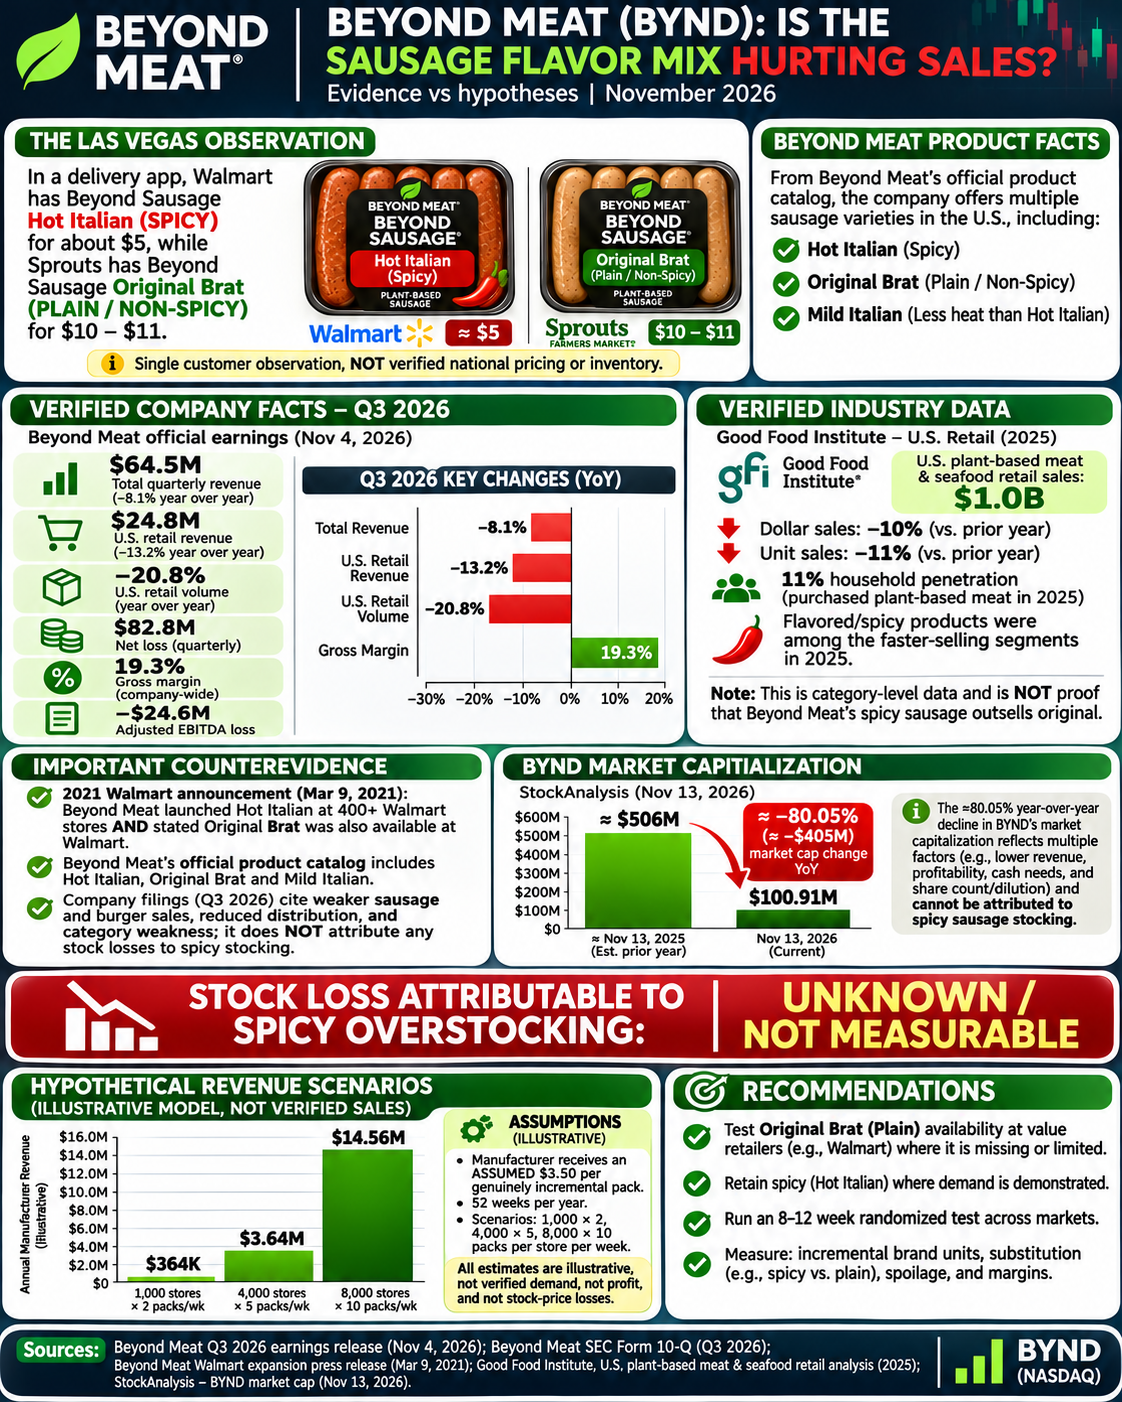 BEYOND
MEAT®
BEYOND MEAT (BYND): IS THE
SAUSAGE FLAVOR MIX HURTING SALES?
Evidence vs hypotheses | November 2026
THE LAS VEGAS OBSERVATION
In a delivery app, Walmart
has Beyond Sausage
Hot Italian (SPICY)
for about $5, while
Sprouts has Beyond
Sausage Original Brat
(PLAIN / NON-SPICY)
for $10 – $11.
BEYOND MEAT®
BEYOND
SAUSAGE®
Hot Italian
(Spicy)
PLANT-BASED
SAUSAGE
Walmart
≈ $5
BEYOND MEAT®
BEYOND
SAUSAGE®
Original Brat
(Plain / Non-Spicy)
PLANT-BASED
SAUSAGE
Sprouts
FARMERS MARKET®
$10 – $11
i Single customer observation, NOT verified national pricing or inventory.
BEYOND MEAT PRODUCT FACTS
From Beyond Meat's official product
catalog, the company offers multiple
sausage varieties in the U.S., including:
Hot Italian (Spicy)
Original Brat (Plain / Non-Spicy)
Mild Italian (Less heat than Hot Italian)
VERIFIED COMPANY FACTS – Q3 2026
Beyond Meat official earnings (Nov 4, 2026)
$64.5M
Total quarterly revenue
(−8.1% year over year)
$24.8M
U.S. retail revenue
(−13.2% year over year)
−20.8%
U.S. retail volume
(year over year)
$82.8M
Net loss (quarterly)
%
19.3%
Gross margin
(company-wide)
−$24.6M
Adjusted EBITDA loss
Q3 2026 KEY CHANGES (YoY)
Total Revenue
−8.1%
U.S. Retail
Revenue
−13.2%
U.S. Retail
Volume
−20.8%
Gross Margin
19.3%
−30% −20% −10% 0% 10% 20%
VERIFIED INDUSTRY DATA
Good Food Institute – U.S. Retail (2025)
gfi
Good Food
Institute®
U.S. plant-based meat
& seafood retail sales:
$1.0B
Dollar sales: −10% (vs. prior year)
Unit sales: −11% (vs. prior year)
11% household penetration
(purchased plant-based meat in 2025)
Flavored/spicy products were
among the faster-selling segments
in 2025.
Note: This is category-level data and is NOT proof
that Beyond Meat's spicy sausage outsells original.
IMPORTANT COUNTEREVIDENCE
2021 Walmart announcement (Mar 9, 2021):
Beyond Meat launched Hot Italian at 400+ Walmart
stores AND stated Original Brat was also available at
Walmart.
Beyond Meat's official product catalog includes
Hot Italian, Original Brat and Mild Italian.
Company filings (Q3 2026) cite weaker sausage
and burger sales, reduced distribution, and
category weakness; it does NOT attribute any
stock losses to spicy stocking.
BYND MARKET CAPITIALIZATION
StockAnalysis (Nov 13, 2026)
$600M
$500M
$400M
$300M
$200M
$100M
$0
≈ $506M
≈ −80.05%
(≈ −$405M)
market cap change
YoY
$100.91M
≈ Nov 13, 2025
(Est. prior year)
Nov 13, 2026
(Current)
i The ≈80.05% year-over-year
decline in BYND's market
capitalization reflects multiple
factors (e.g., lower revenue,
profitability, cash needs, and
share count/dilution) and
cannot be attributed to
spicy sausage stocking.
STOCK LOSS ATTRIBUTABLE TO
SPICY OVERSTOCKING:
UNKNOWN /
NOT MEASURABLE
HYPOTHETICAL REVENUE SCENARIOS
(ILLUSTRATIVE MODEL, NOT VERIFIED SALES)
Annual Manufacturer Revenue
(Illustrative)
$16.0M
$14.0M
$12.0M
$10.0M
$8.0M
$6.0M
$4.0M
$2.0M
$0
$364K
$3.64M
$14.56M
1,000 stores
× 2 packs/wk
4,000 stores
× 5 packs/wk
8,000 stores
× 10 packs/wk
ASSUMPTIONS
(ILLUSTRATIVE)
• Manufacturer receives an
ASSUMED $3.50 per
genuinely incremental pack.
• 52 weeks per year.
• Scenarios: 1,000 × 2,
4,000 × 5, 8,000 × 10
packs per store per week.
All estimates are illustrative,
not verified demand, not profit,
and not stock-price losses.
RECOMMENDATIONS
Test Original Brat (Plain) availability at value
retailers (e.g., Walmart) where it is missing or limited.
Retain spicy (Hot Italian) where demand is demonstrated.
Run an 8–12 week randomized test across markets.
Measure: incremental brand units, substitution
(e.g., spicy vs. plain), spoilage, and margins.
Sources:
Beyond Meat Q3 2026 earnings release (Nov 4, 2026); Beyond Meat SEC Form 10-Q (Q3 2026);
Beyond Meat Walmart expansion press release (Mar 9, 2021); Good Food Institute, U.S. plant-based meat & seafood retail analysis (2025);
StockAnalysis – BYND market cap (Nov 13, 2026).
BYND
(NASDAQ)